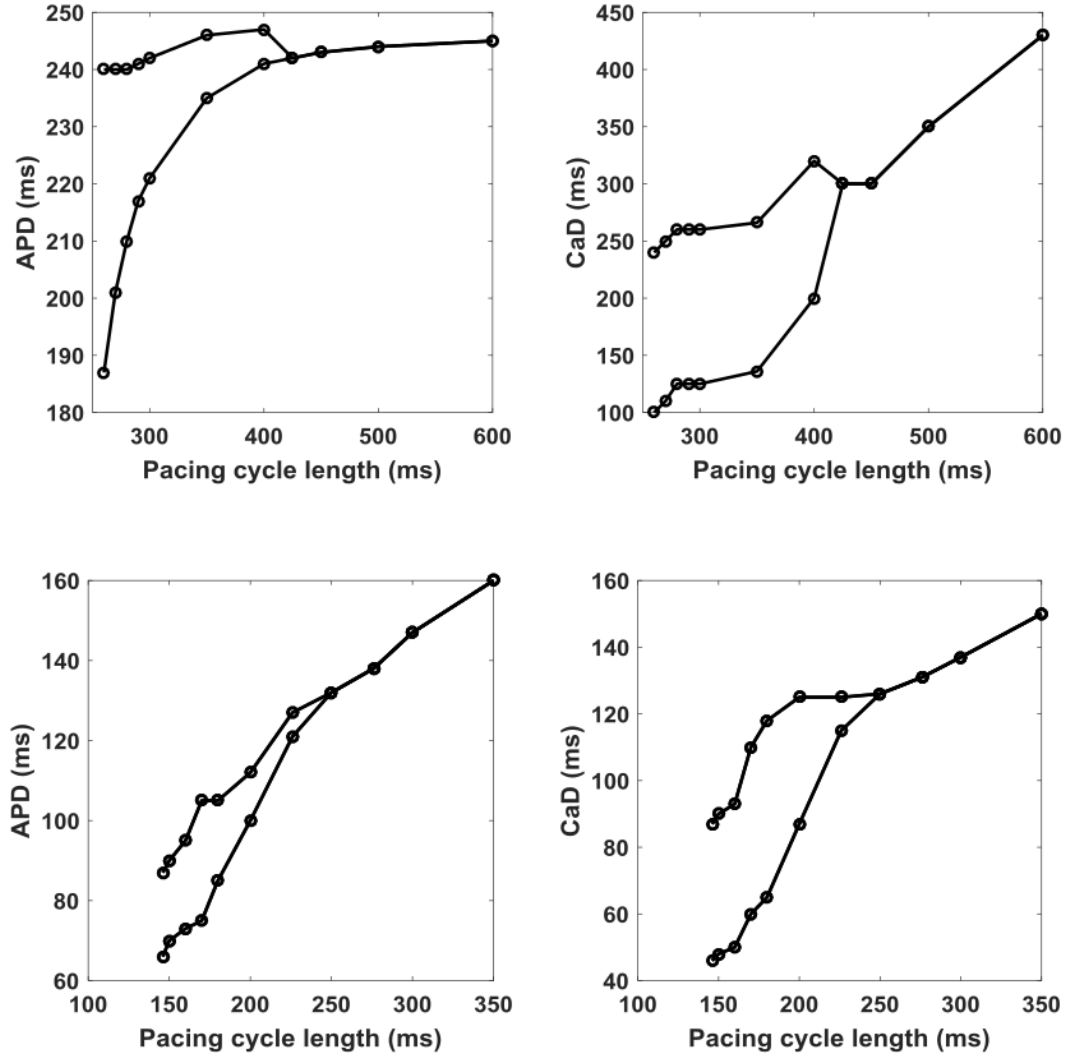 250
240
230
220
210
200
190
180
APD (ms)
300 400 500 600
Pacing cycle length (ms)
450
400
350
300
250
200
150
100
CaD (ms)
300 400 500 600
Pacing cycle length (ms)
160
140
120
100
80
60
APD (ms)
100 150 200 250 300 350
Pacing cycle length (ms)
160
140
120
100
80
60
40
CaD (ms)
100 150 200 250 300 350
Pacing cycle length (ms)